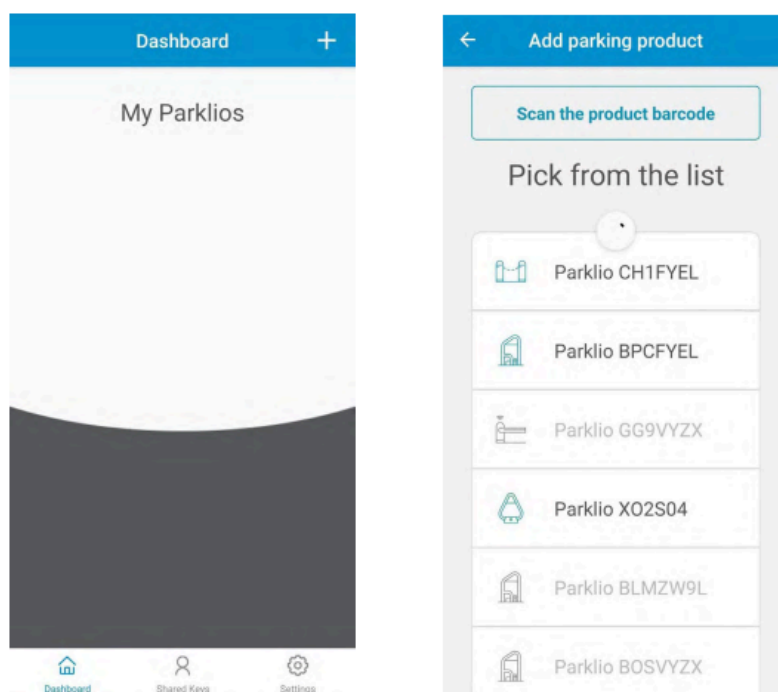 Dashboard +
My Parklios
Dashboard
Shared Keys
Settings
Add parking product
Scan the product barcode
Pick from the list
Parklio CH1FYEL
Parklio BPCFYEL
Parklio GG9VYZX
Parklio XO2S04
Parklio BLMZW9L
Parklio BOSVYZX